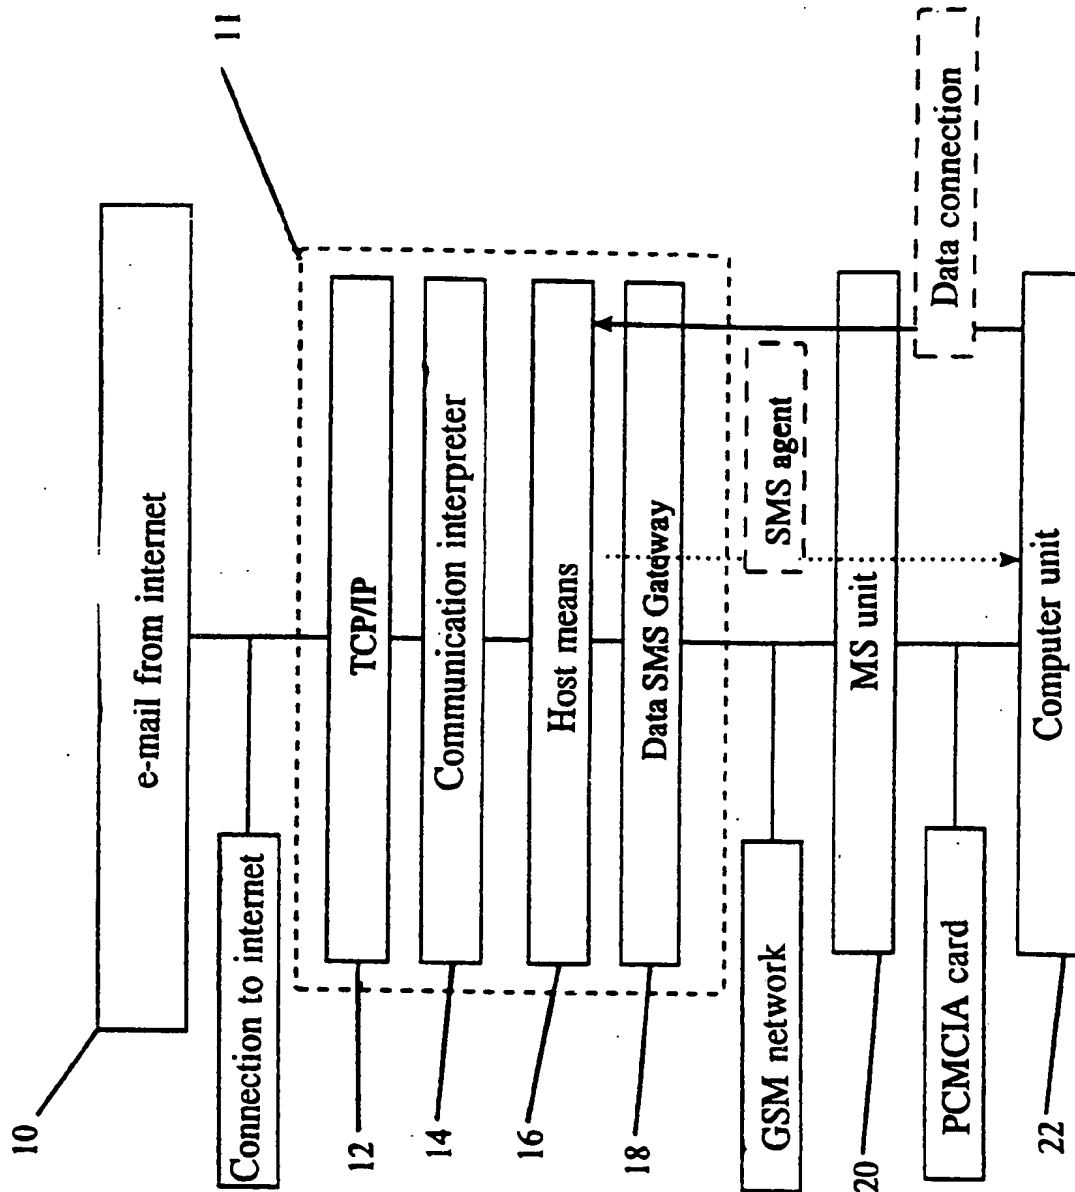 10
e-mail from internet
11
Connection to internet
12
TCP/IP
14
Communication interpreter
16
Host means
18
Data SMS Gateway
GSM network
SMS agent
20
MS unit
PCMCIA card
Data connection
22
Computer unit